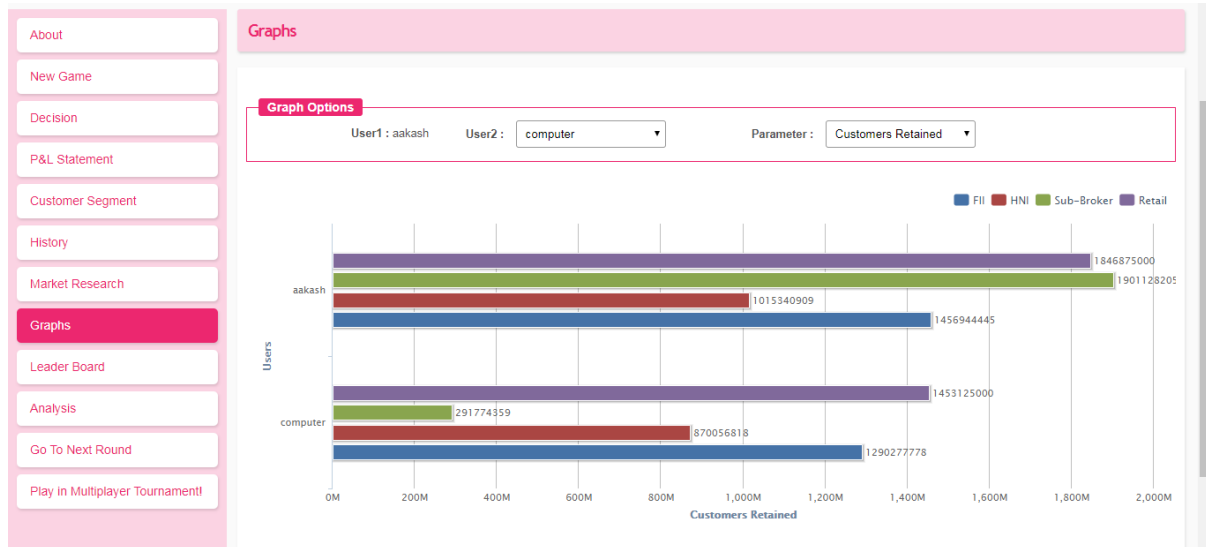 About
New Game
Decision
P&L Statement
Customer Segment
History
Market Research
Graphs
Leader Board
Analysis
Go To Next Round
Play in Multiplayer Tournament!
Graphs
Graph Options
User1 : aakash User2 : computer Parameter : Customers Retained
FII HNI Sub-Broker Retail
Users
aakash
1846875000
1901128205
1015340909
1456944445
computer
1453125000
291774359
870056818
1290277778
0M 200M 400M 600M 800M 1,000M 1,200M 1,400M 1,600M 1,800M 2,000M
Customers Retained